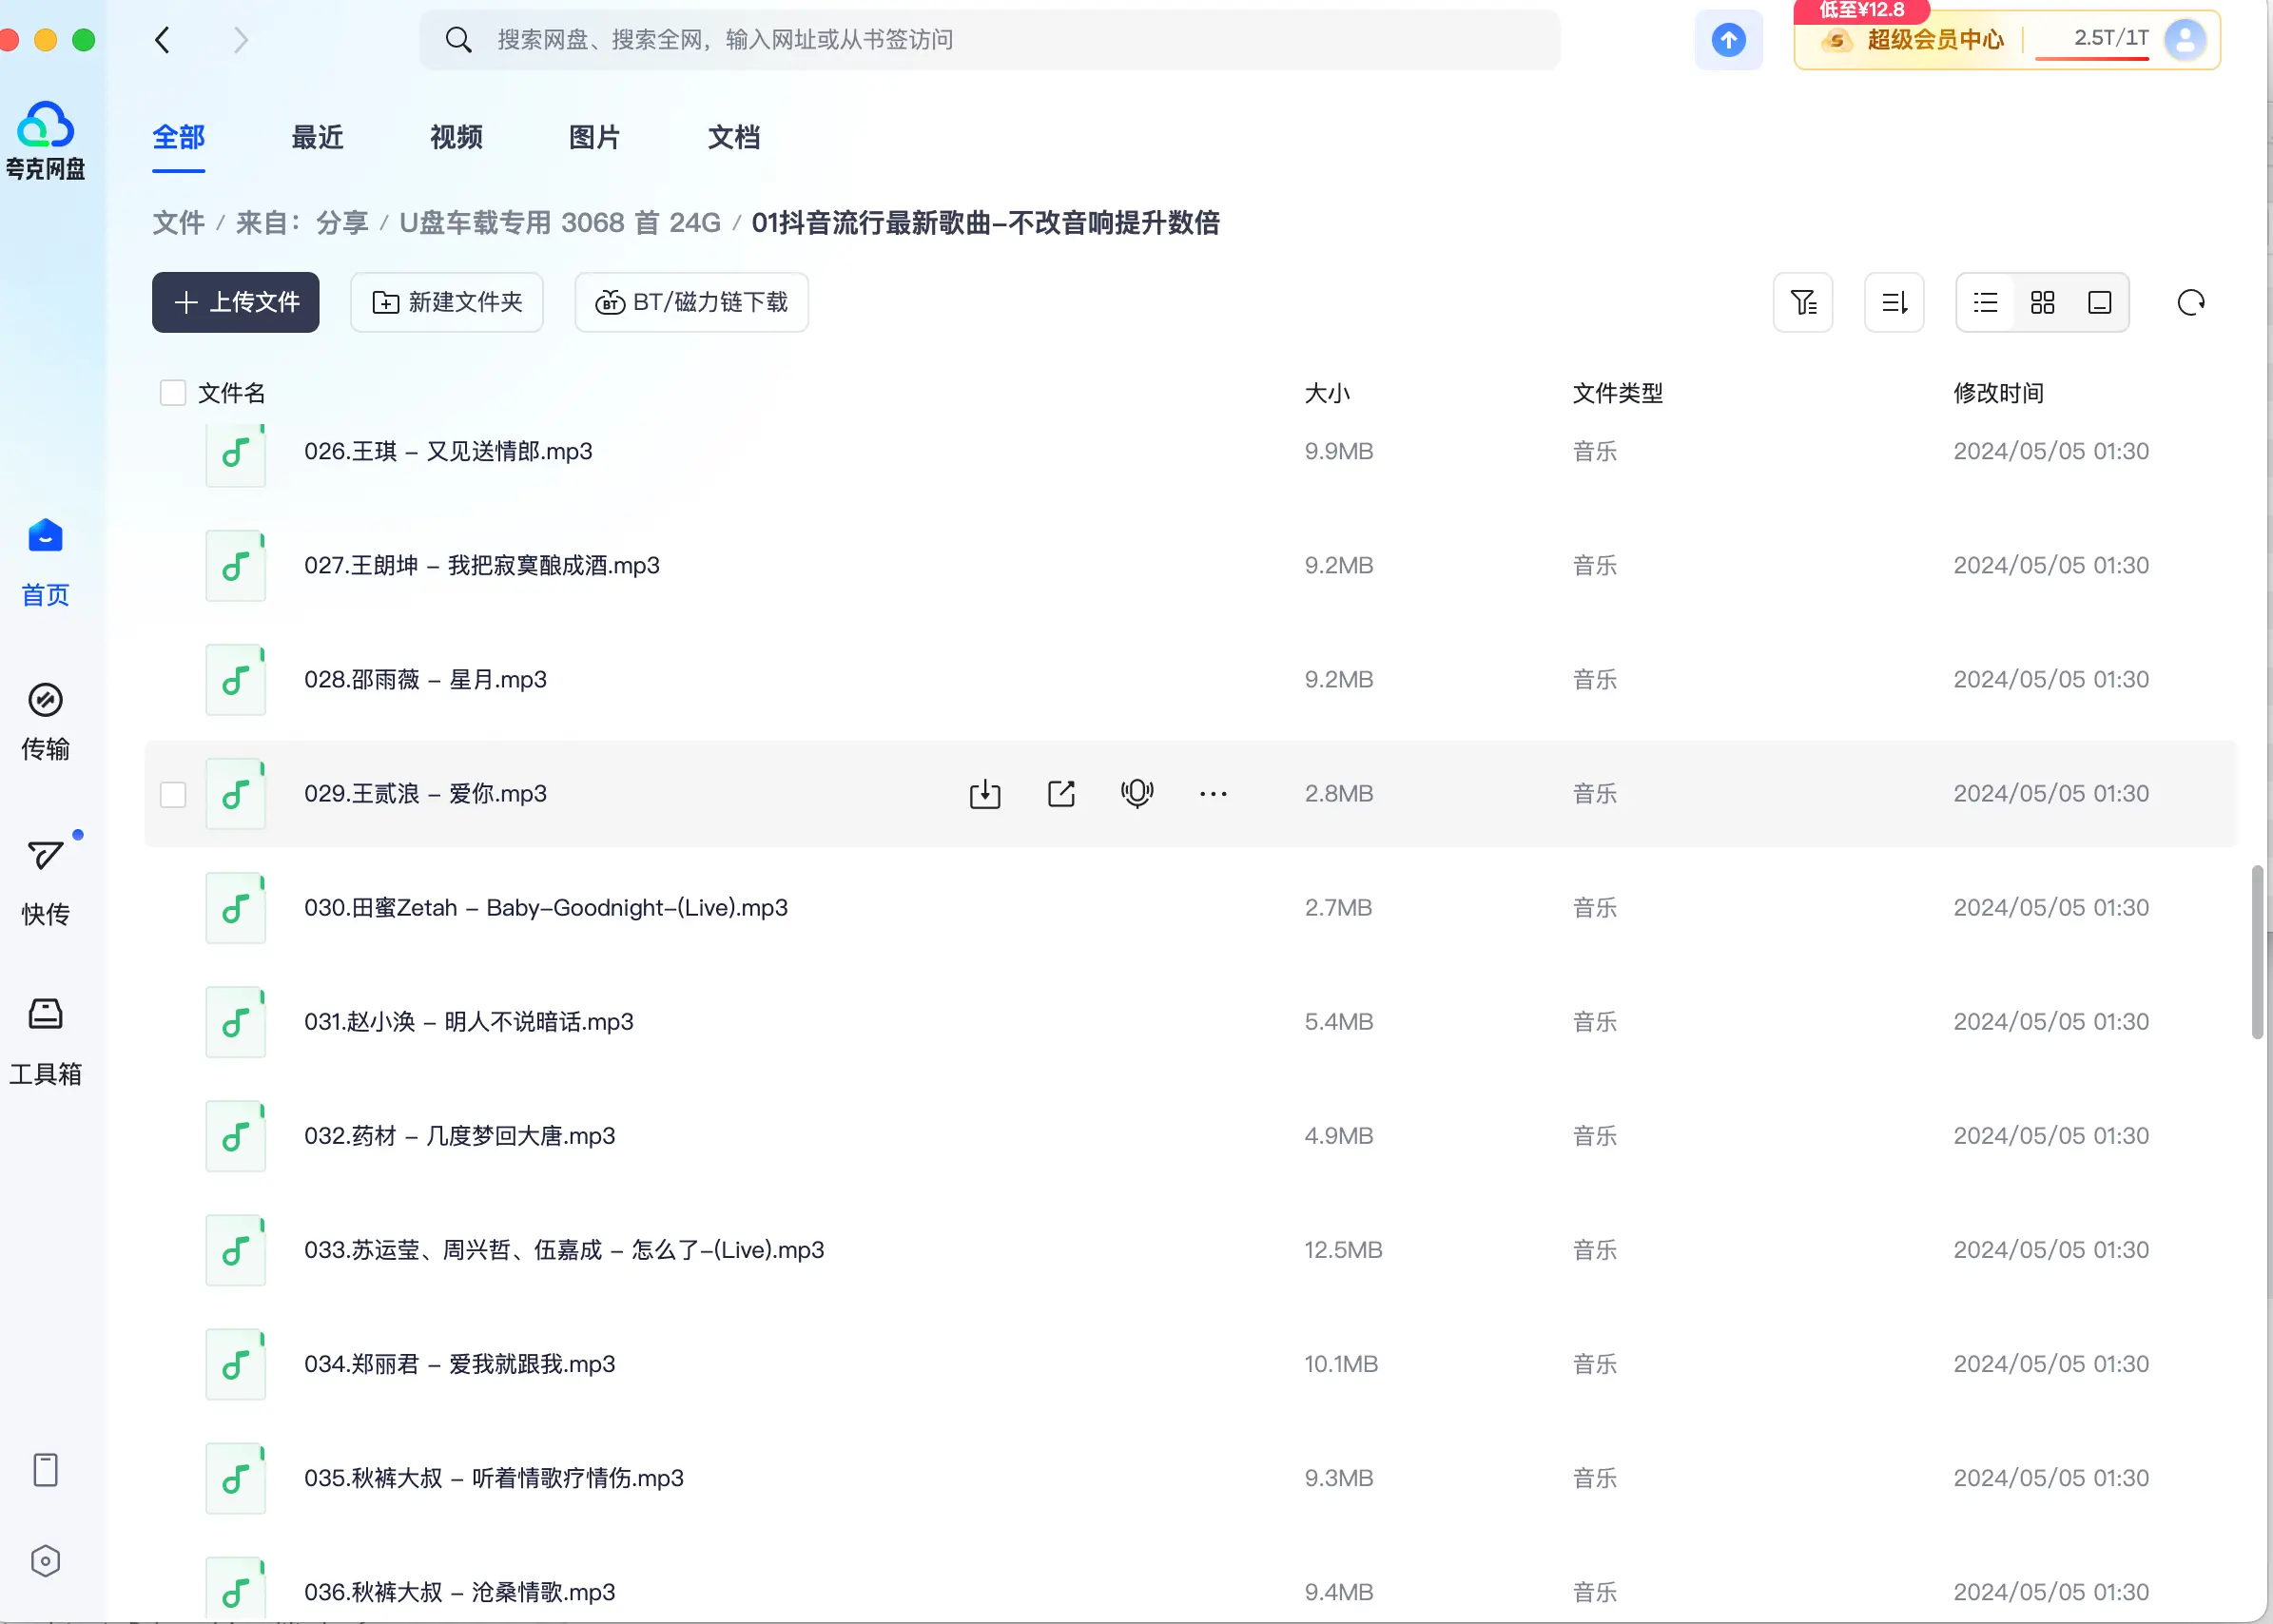 搜索网盘、搜索全网，输入网址或从书签访问
低至¥12.8
超级会员中心
2.5T/1T
夸克网盘
全部 最近 视频 图片 文档
文件 / 来自：分享 / U盘车载专用 3068 首 24G / 01抖音流行最新歌曲-不改音响提升数倍
上传文件 新建文件夹 BT BT/磁力链下载
文件名 大小 文件类型 修改时间
026.王琪 – 又见送情郎.mp3 9.9MB 音乐 2024/05/05 01:30
027.王朗坤 – 我把寂寞酿成酒.mp3 9.2MB 音乐 2024/05/05 01:30
028.邵雨薇 – 星月.mp3 9.2MB 音乐 2024/05/05 01:30
029.王贰浪 – 爱你.mp3 2.8MB 音乐 2024/05/05 01:30
030.田蜜Zetah – Baby-Goodnight-(Live).mp3 2.7MB 音乐 2024/05/05 01:30
031.赵小涣 – 明人不说暗话.mp3 5.4MB 音乐 2024/05/05 01:30
032.药材 – 几度梦回大唐.mp3 4.9MB 音乐 2024/05/05 01:30
033.苏运莹、周兴哲、伍嘉成 – 怎么了-(Live).mp3 12.5MB 音乐 2024/05/05 01:30
034.郑丽君 – 爱我就跟我.mp3 10.1MB 音乐 2024/05/05 01:30
035.秋裤大叔 – 听着情歌疗情伤.mp3 9.3MB 音乐 2024/05/05 01:30
036.秋裤大叔 – 沧桑情歌.mp3 9.4MB 音乐 2024/05/05 01:30
首页
传输
快传
工具箱